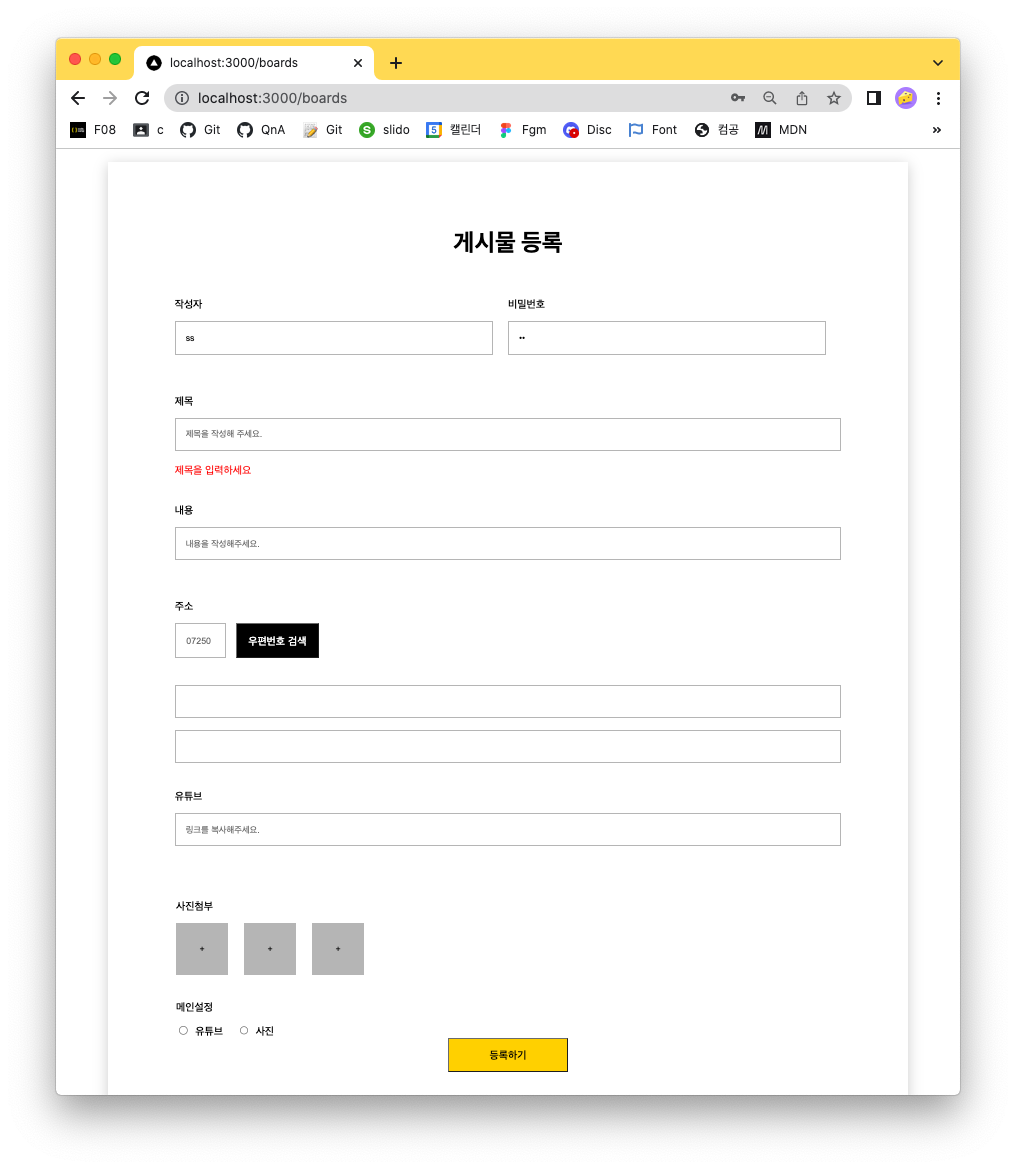 localhost:3000/boards
localhost:3000/boards
F08 c Git QnA Git S slido 5 캘린더 Fgm Disc Font 컴공 M MDN »
게시물 등록
작성자 비밀번호
ss ••
제목
제목을 작성해 주세요.
제목을 입력하세요
내용
내용을 작성해주세요.
주소
07250 우편번호 검색
유튜브
링크를 복사해주세요.
사진첨부
+ + +
메인설정
유튜브 사진
등록하기